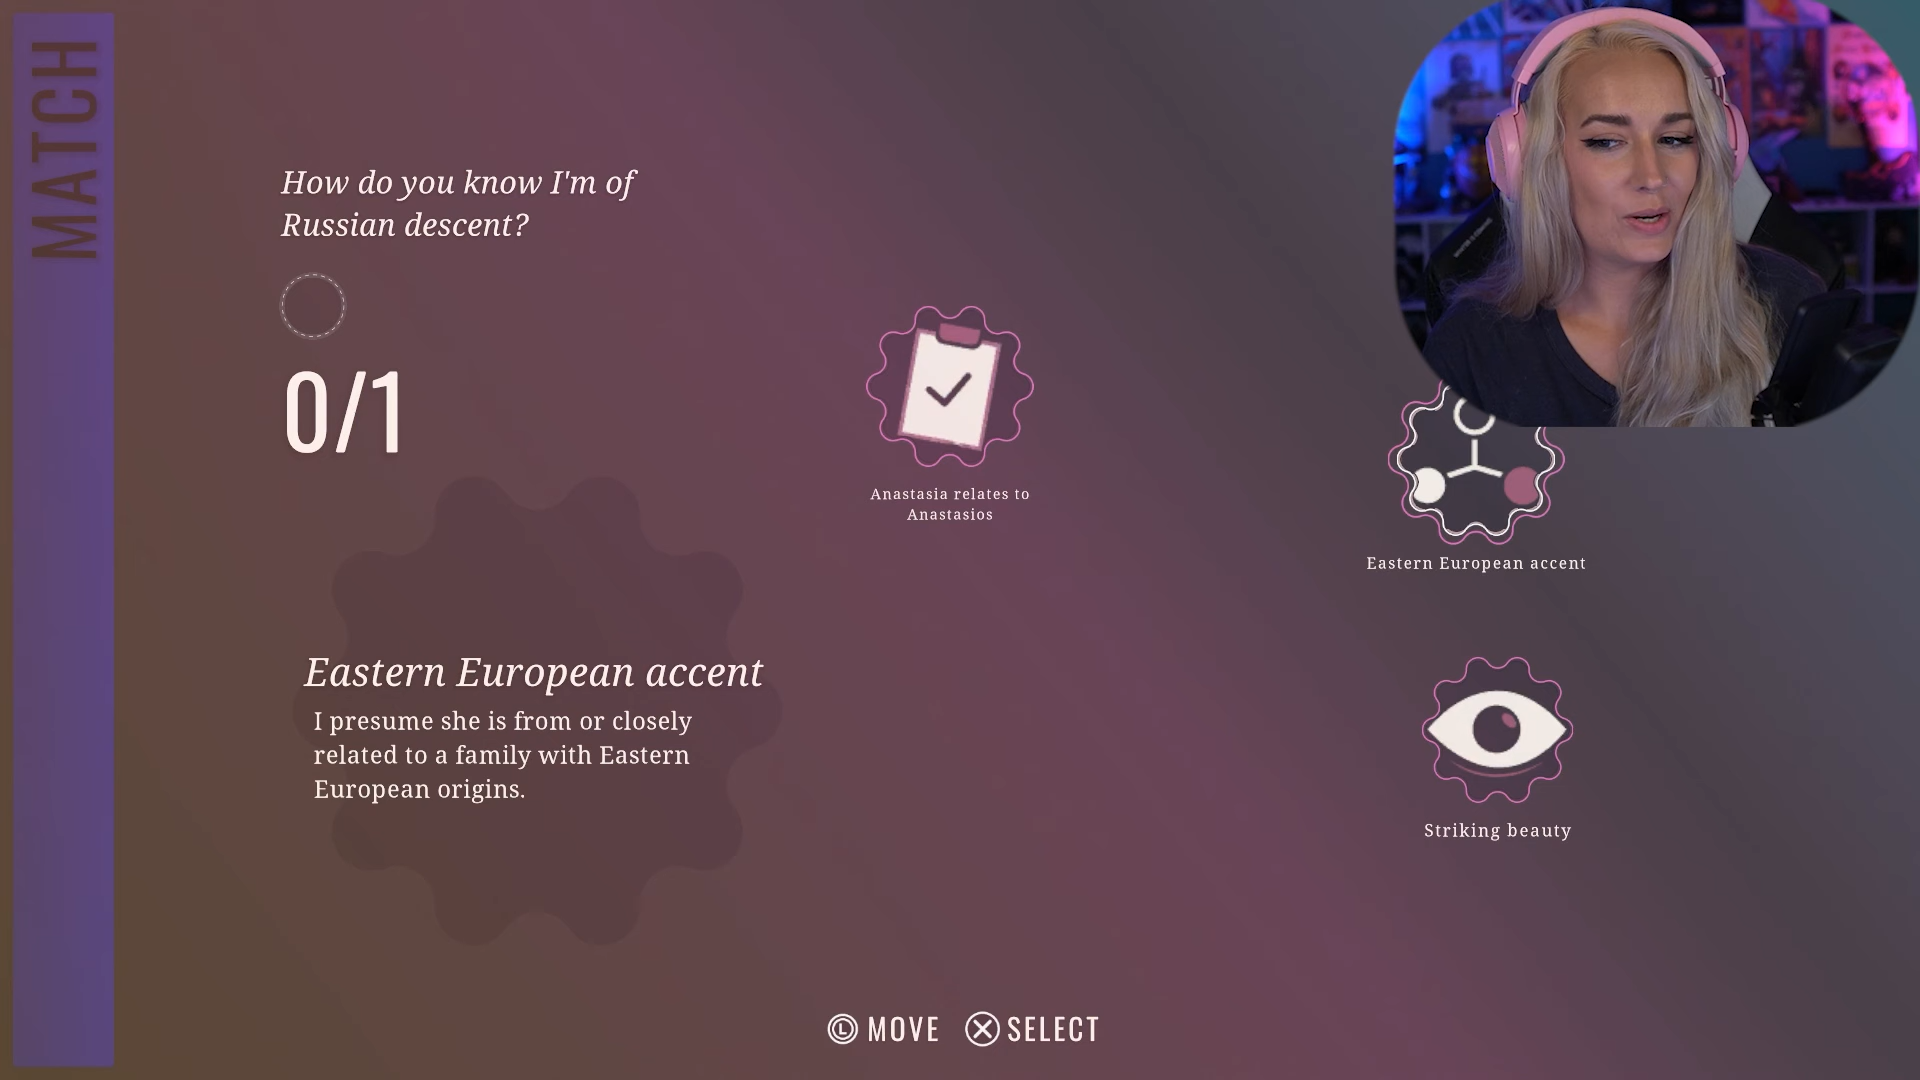 MATCH
How do you know I'm of
Russian descent?
0/1
Anastasia relates to
Anastasios
Eastern European accent
Eastern European accent
I presume she is from or closely
related to a family with Eastern
European origins.
Striking beauty
L MOVE SELECT